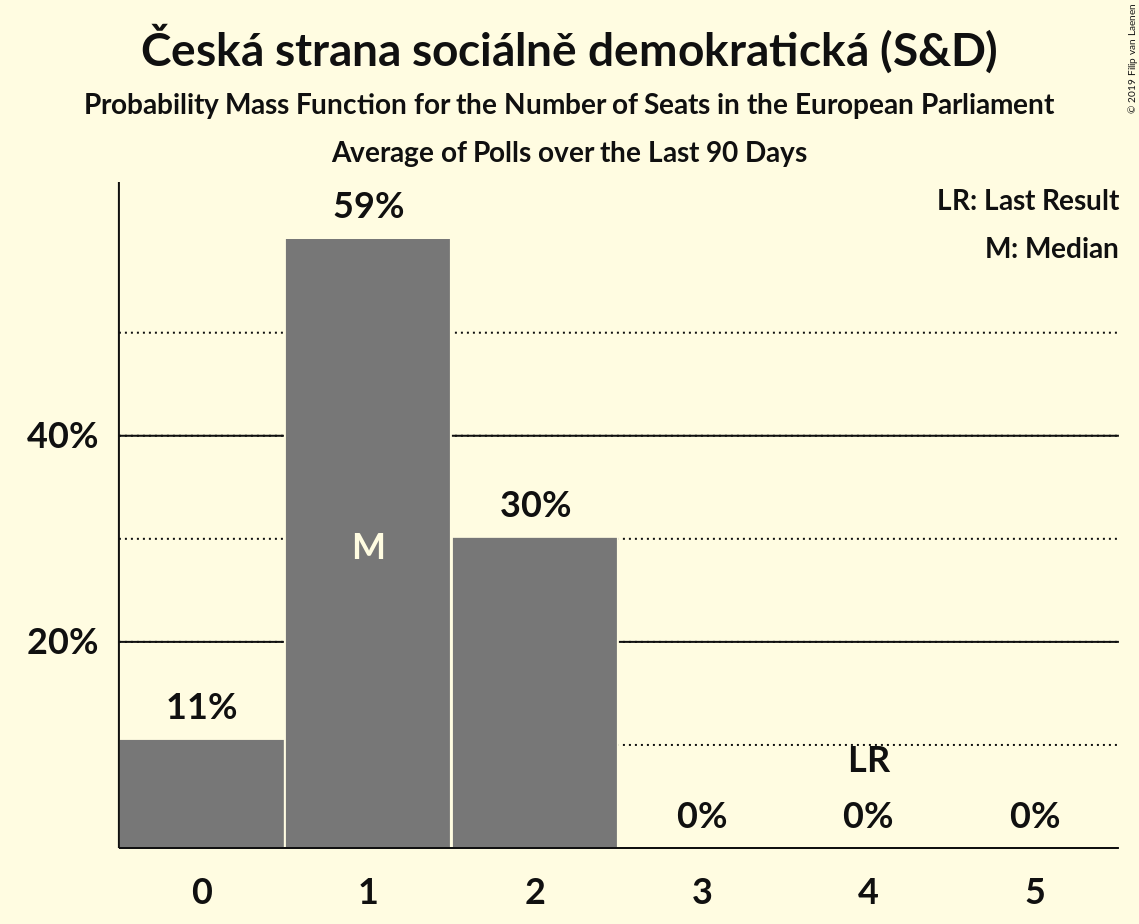 Česká strana sociálně demokratická (S&D)
Probability Mass Function for the Number of Seats in the European Parliament
Average of Polls over the Last 90 Days
© 2019 Filip van Laenen
LR: Last Result
M: Median
59%
40%
30%
M
20%
11%
LR
0% 0% 0%
0 1 2 3 4 5